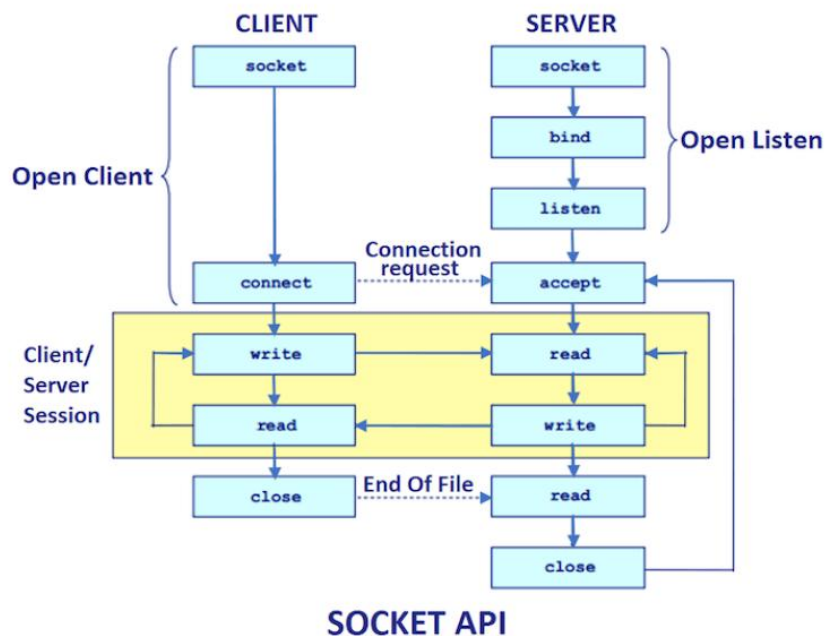 CLIENT
SERVER
socket
socket
bind
Open Listen
Open Client
listen
Connection
request
connect
accept
Client/
Server
Session
write
read
read
write
close
End Of File
read
close
SOCKET API